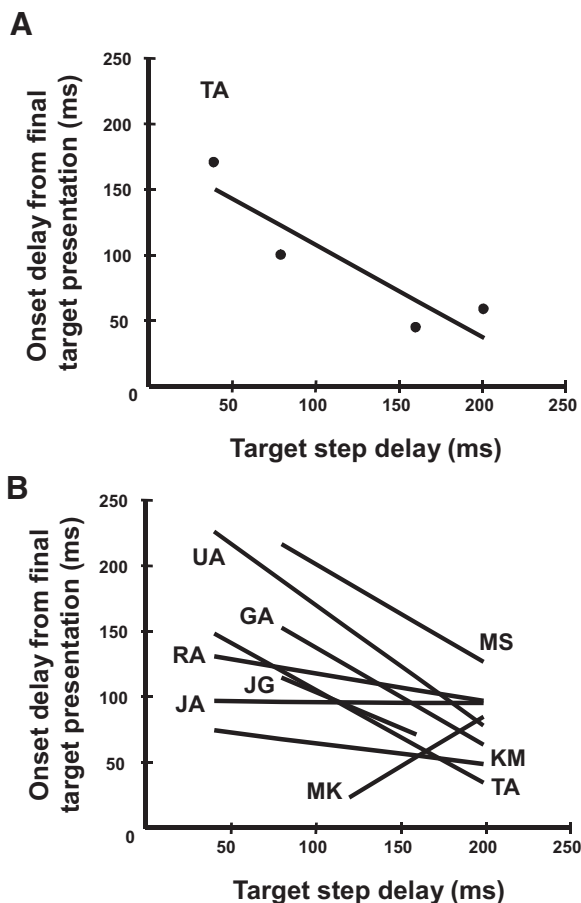 A
250
200
150
100
50
0
TA
50 100 150 200 250
Onset delay from final
target presentation (ms)
Target step delay (ms)
B
250
200
150
100
50
0
UA
GA
MS
RA
JG
JA
KM
MK
TA
50 100 150 200 250
Onset delay from final
target presentation (ms)
Target step delay (ms)